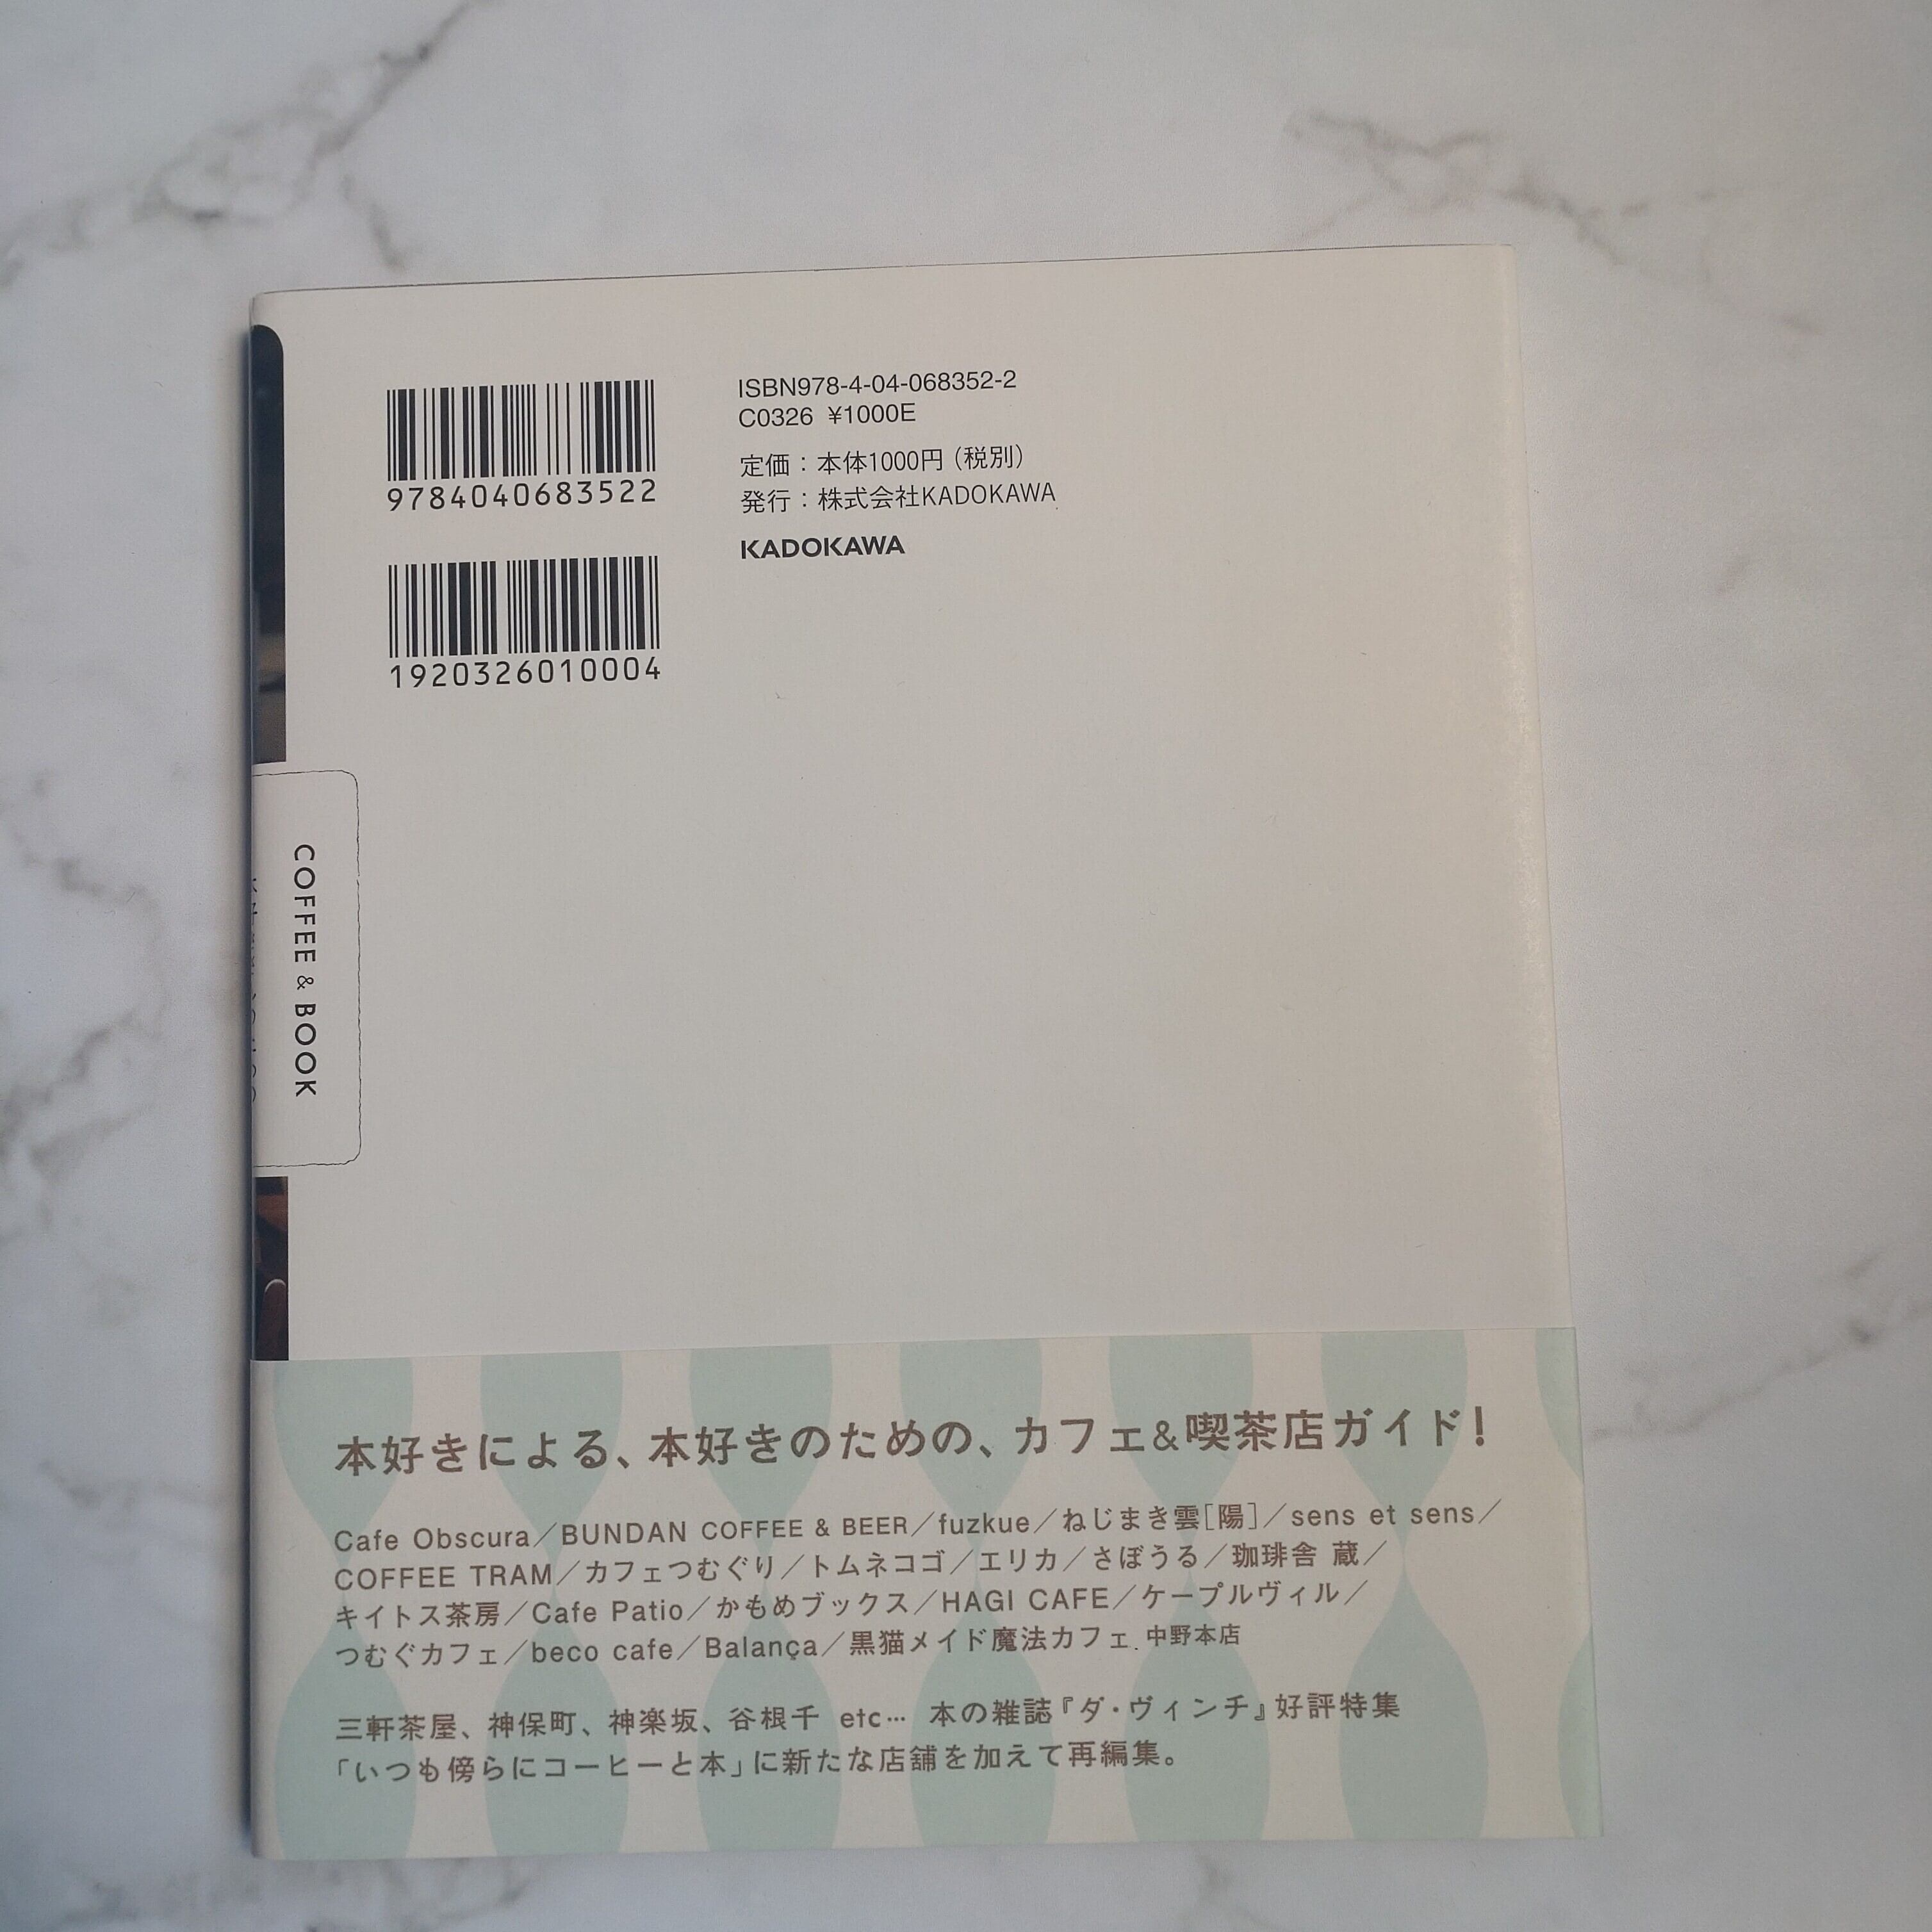 9784040683522
1920326010004
ISBN978-4-04-068352-2
C0326 ¥1000E
定価：本体1000円（税別）
発行：株式会社KADOKAWA
KADOKAWA
COFFEE & BOOK
本好きによる、本好きのための、カフェ&喫茶店ガイド！
Cafe Obscura／BUNDAN COFFEE & BEER／fuzkue／ねじまき雲［陽］／sens et sens／
COFFEE TRAM／カフェつむぐり／トムネコゴ／エリカ／さぼうる／珈琲舎 蔵／
キイトス茶房／Cafe Patio／かもめブックス／HAGI CAFE／ケープルヴィル／
つむぐカフェ／beco cafe／Balança／黒猫メイド魔法カフェ．中野本店
三軒茶屋、神保町、神楽坂、谷根千 etc… 本の雑誌『ダ・ヴィンチ』好評特集
「いつも傍らにコーヒーと本」に新たな店舗を加えて再編集。